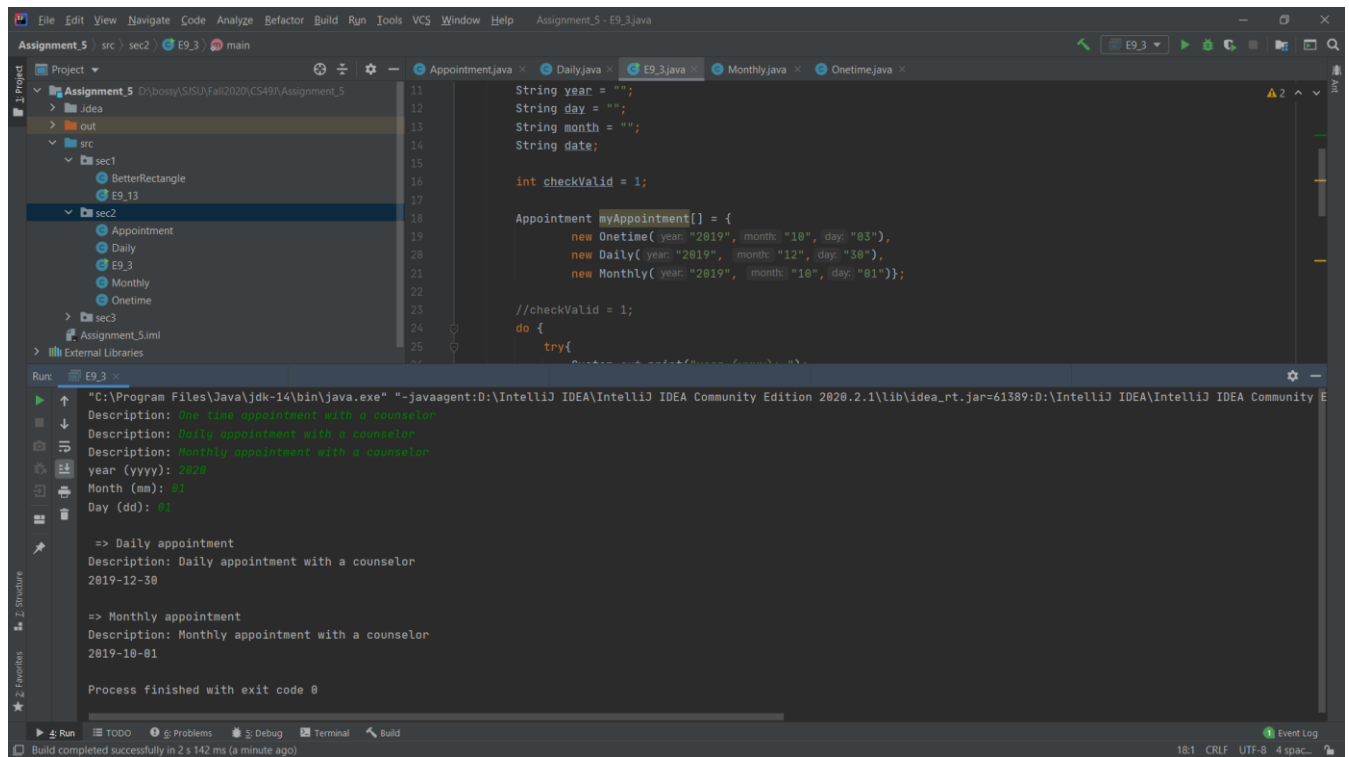 File Edit View Navigate Code Analyze Refactor Build Run Tools VCS Window Help Assignment_5 - E9_3.java
Assignment_5 src sec2 E9_3 main E9_3
1: Project
Project
Appointment.java Daily.java E9_3.java Monthly.java Onetime.java
Ant
Assignment_5 D:\bossy\SJSU\Fall2020\CS49J\Assignment_5
.idea
out
src
sec1
BetterRectangle
E9_13
sec2
Appointment
Daily
E9_3
Monthly
Onetime
sec3
Assignment_5.iml
External Libraries
2
11 String year = "";
12 String day = "";
13 String month = "";
14 String date;
15
16 int checkValid = 1;
17
18 Appointment myAppointment[] = {
19 new Onetime( year: "2019", month: "10", day: "03"),
20 new Daily( year: "2019", month: "12", day: "30"),
21 new Monthly( year: "2019", month: "10", day: "01")};
22
23 //checkValid = 1;
24 do {
25 try{
Run: E9_3
"C:\Program Files\Java\jdk-14\bin\java.exe" "-javaagent:D:\IntelliJ IDEA\IntelliJ IDEA Community Edition 2020.2.1\lib\idea_rt.jar=61389:D:\IntelliJ IDEA\IntelliJ IDEA Community E
Description: One time appointment with a counselor
Description: Daily appointment with a counselor
Description: Monthly appointment with a counselor
year (yyyy): 2020
Month (mm): 01
Day (dd): 01
=> Daily appointment
Description: Daily appointment with a counselor
2019-12-30
=> Monthly appointment
Description: Monthly appointment with a counselor
2019-10-01
Process finished with exit code 0
Z: Structure
2: Favorites
4: Run TODO 6: Problems 5: Debug Terminal Build 1 Event Log
Build completed successfully in 2 s 142 ms (a minute ago) 18:1 CRLF UTF-8 4 spac...